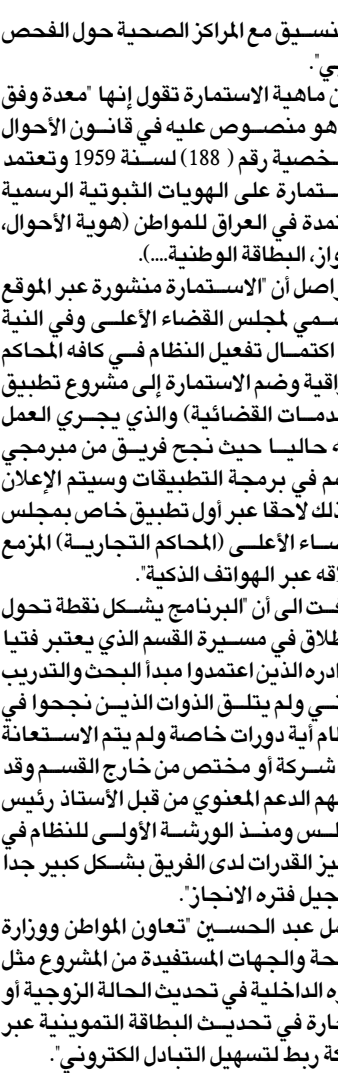 نسيق مع المراكز الصحية حول الفحص
ي".
ن ماهية الاستمارة تقول إنها "معدة وفق
هو منصوص عليه في قانون الأحوال
خصية رقم ( 188) لسنة 1959 وتعتمد
ستمارة على الهويات الثبوتية الرسمية
تمدة في العراق للمواطن (هوية الأحوال،
واز، البطاقة الوطنية....).
اصل أن "الاستمارة منشورة عبر الموقع
سمي لمجلس القضاء الأعلى وفي النية
اكتمال تفعيل النظام في كافه المحاكم
راقية وضم الاستمارة إلى مشروع تطبيق
دمات القضائية) والذي يجري العمل
ه حاليا حيث نجح فريق من مبرمجي
سم في برمجة التطبيقات وسيتم الإعلان
ذلك لاحقا عبر أول تطبيق خاص بمجلس
ضاء الأعلى (المحاكم التجارية) المزمع
لاقه عبر الهواتف الذكية".
فت الى أن "البرنامج يشكل نقطة تحول
طلاق في مسيرة القسم الذي يعتبر فتيا
ادره الذين اعتمدوا مبدأ البحث والتدريب
ني ولم يتلق الذوات الذين نجحوا في
ظام أية دورات خاصة ولم يتم الاستعانة
شركة أو مختص من خارج القسم وقد
هم الدعم المعنوي من قبل الأستاذ رئيس
لس ومنذ الورشة الأولى للنظام في
يز القدرات لدى الفريق بشكل كبير جدا
جيل فتره الانجاز".
مل عبد الحسين "تعاون المواطن ووزارة
حة والجهات المستفيدة من المشروع مثل
ره الداخلية في تحديث الحالة الزوجية أو
جارة في تحديث البطاقة التموينية عبر
كة ربط لتسهيل التبادل الكتروني".